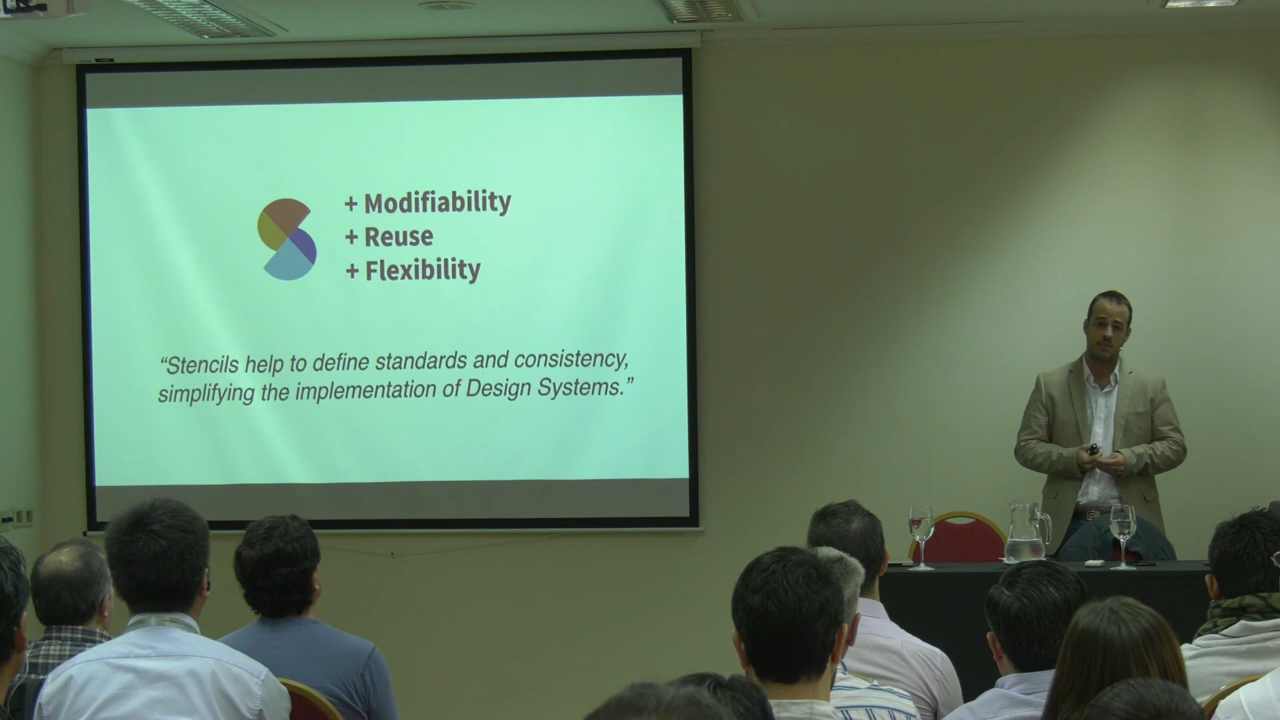 + Modifiability
+ Reuse
+ Flexibility
“Stencils help to define standards and consistency,
simplifying the implementation of Design Systems.”